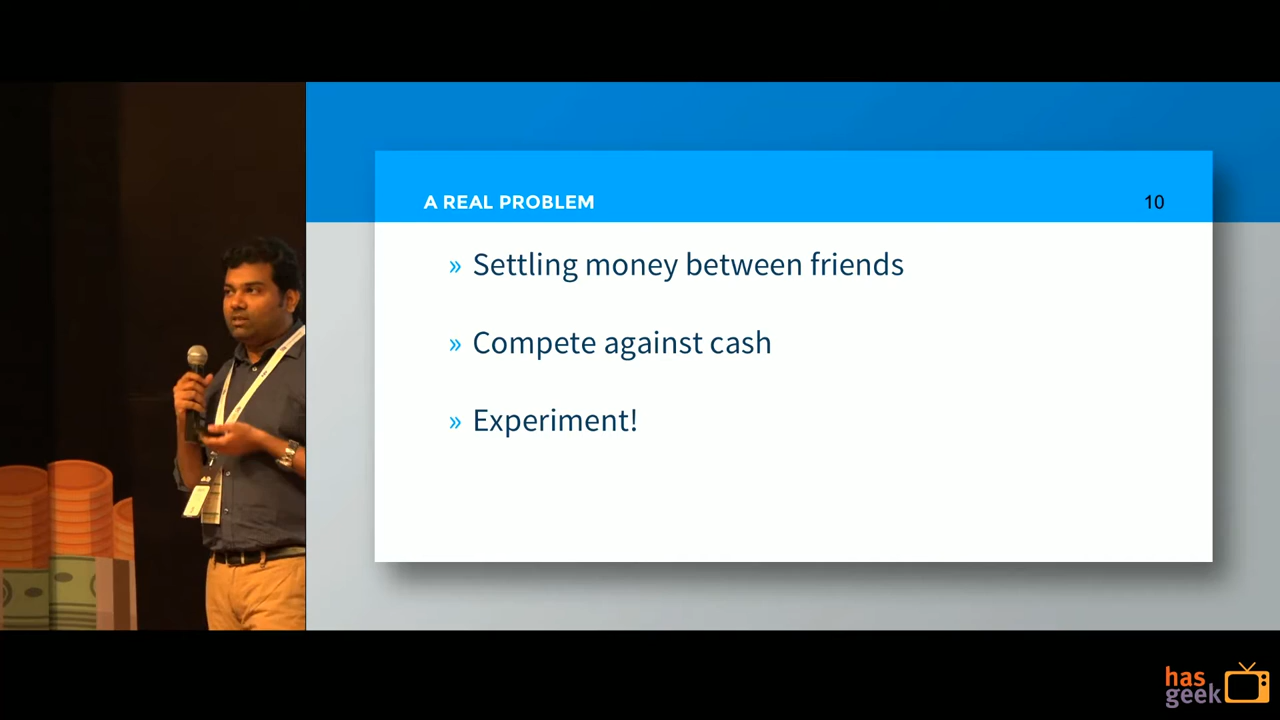 A REAL PROBLEM
10
» Settling money between friends
» Compete against cash
» Experiment!
has
geek